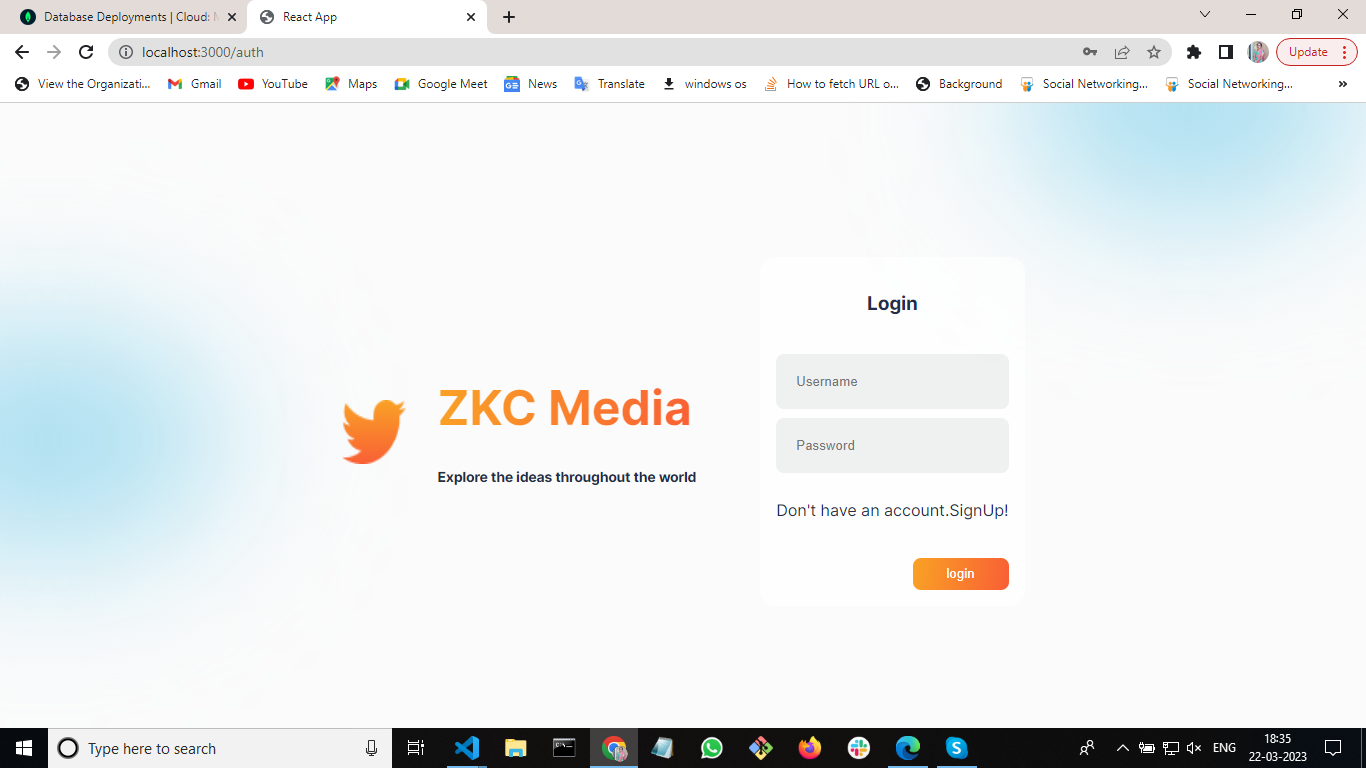 Database Deployments | Cloud: M
React App
localhost:3000/auth
Update
View the Organizati...
Gmail
YouTube
Maps
Google Meet
News
Translate
windows os
How to fetch URL o...
Background
Social Networking...
Social Networking...
»
Login
Username
Password
ZKC Media
Explore the ideas throughout the world
Don't have an account.SignUp!
login
Type here to search
ENG
18:35
22-03-2023